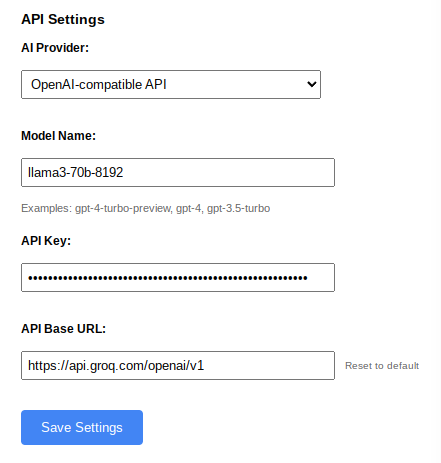 API Settings
AI Provider:
OpenAI-compatible API
Model Name:
llama3-70b-8192
Examples: gpt-4-turbo-preview, gpt-4, gpt-3.5-turbo
API Key:
••••••••••••••••••••••••••••••••••••••••••••••••••••••••
API Base URL:
https://api.groq.com/openai/v1 Reset to default
Save Settings